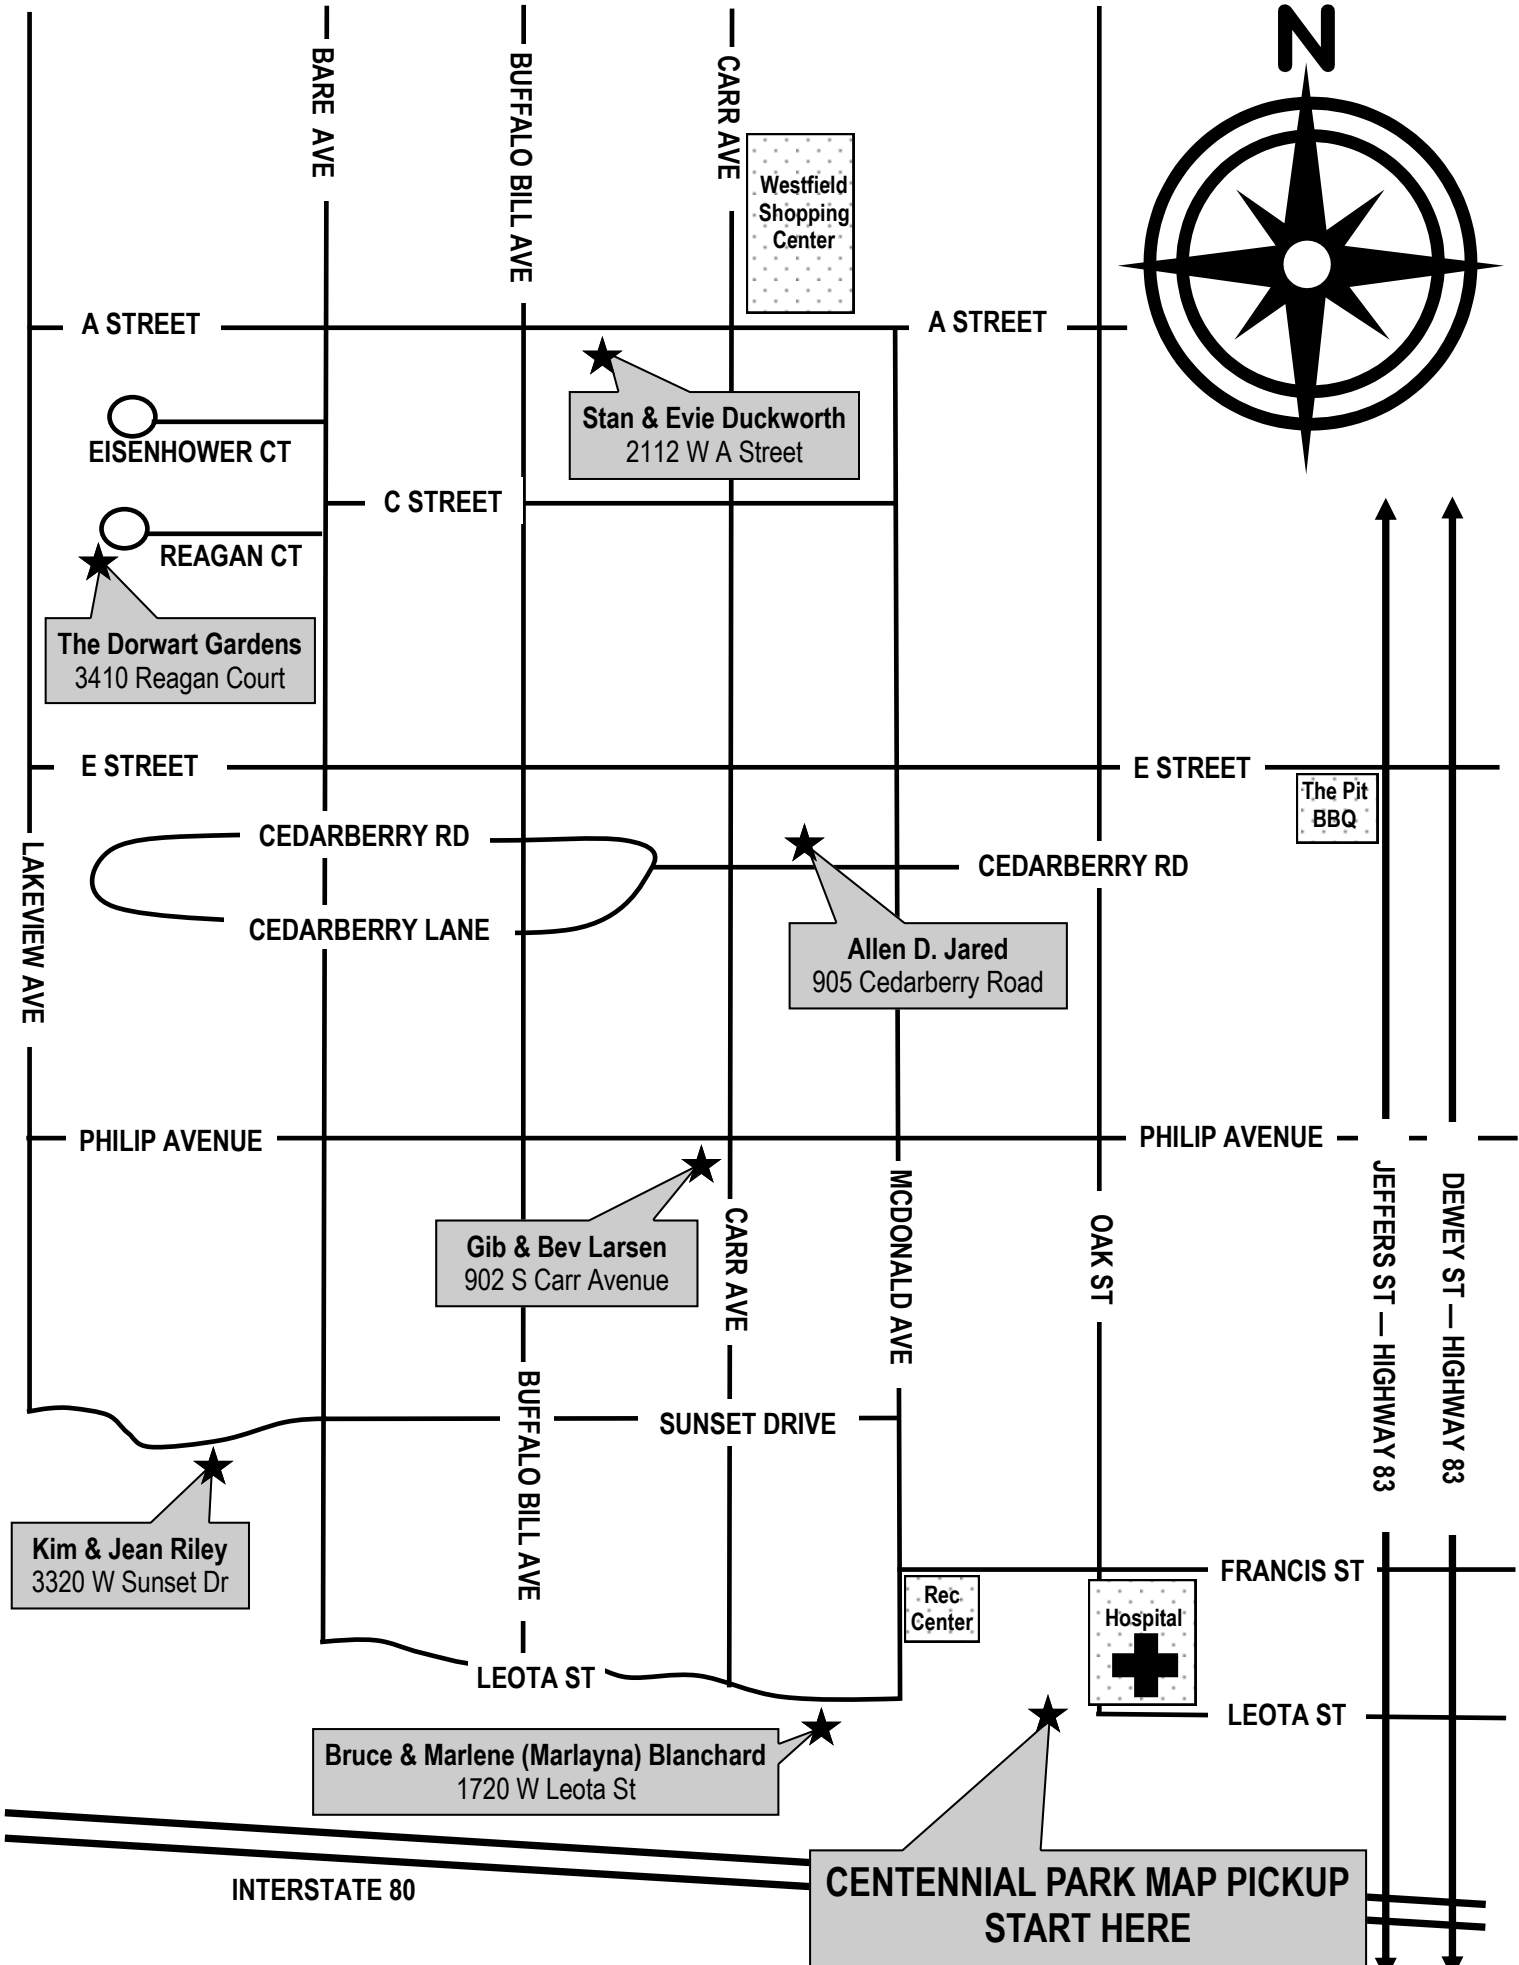 N
BARE AVE
BUFFALO BILL AVE
CARR AVE
Westfield
Shopping
Center
A STREET
A STREET
Stan & Evie Duckworth
2112 W A Street
EISENHOWER CT
C STREET
REAGAN CT
The Dorwart Gardens
3410 Reagan Court
E STREET
E STREET
The Pit
BBQ
LAKEVIEW AVE
CEDARBERRY RD
CEDARBERRY RD
CEDARBERRY LANE
Allen D. Jared
905 Cedarberry Road
PHILIP AVENUE
PHILIP AVENUE
Gib & Bev Larsen
902 S Carr Avenue
CARR AVE
MCDONALD AVE
OAK ST
JEFFERS ST — HIGHWAY 83
DEWEY ST — HIGHWAY 83
BUFFALO BILL AVE
SUNSET DRIVE
Kim & Jean Riley
3320 W Sunset Dr
FRANCIS ST
Rec
Center
Hospital
LEOTA ST
LEOTA ST
Bruce & Marlene (Marlayna) Blanchard
1720 W Leota St
INTERSTATE 80
CENTENNIAL PARK MAP PICKUP
START HERE